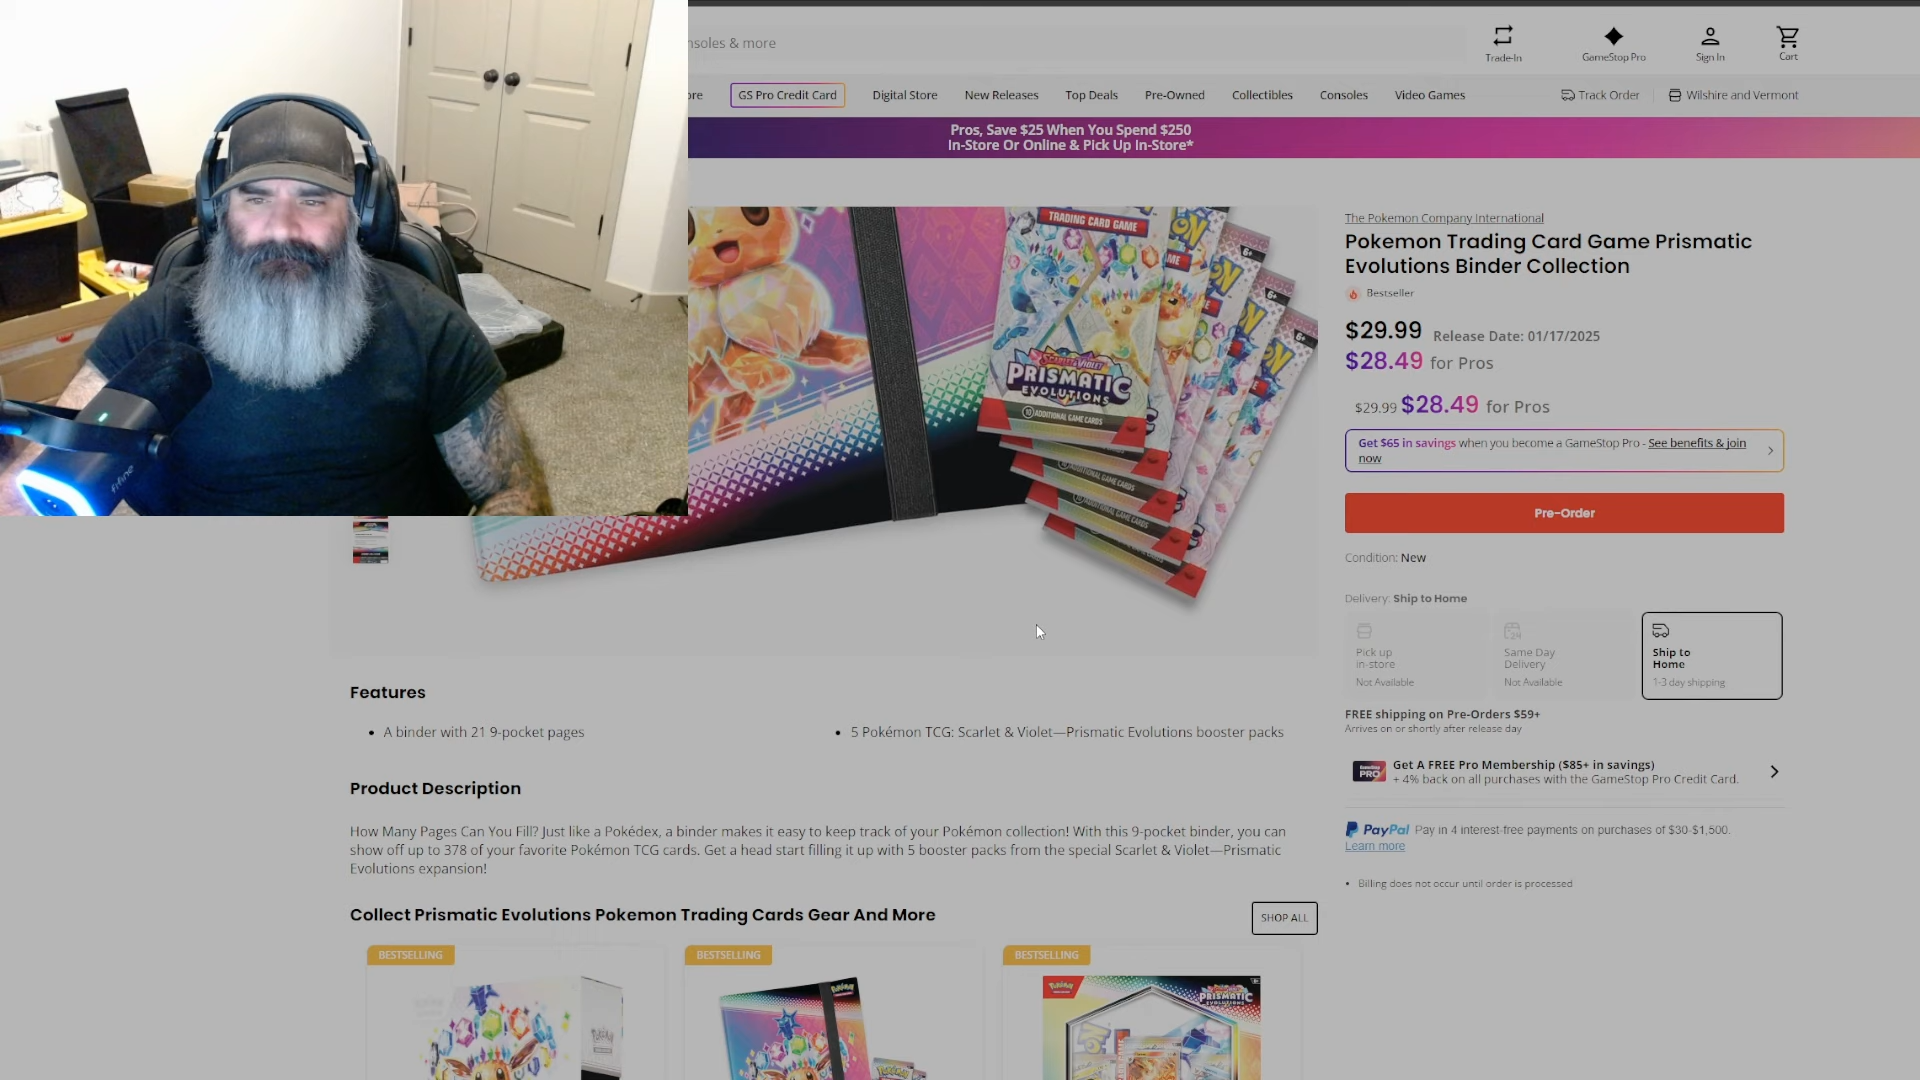 nsoles & more
Trade-In
GameStop Pro
Sign In
Cart
ore
GS Pro Credit Card
Digital Store
New Releases
Top Deals
Pre-Owned
Collectibles
Consoles
Video Games
Track Order
Wilshire and Vermont
Pros, Save $25 When You Spend $250
In-Store Or Online & Pick Up In-Store*
TRADING CARD GAME
SCARLET & VIOLET
PRISMATIC
EVOLUTIONS
10 ADDITIONAL GAME CARDS
fifine
The Pokemon Company International
Pokemon Trading Card Game Prismatic
Evolutions Binder Collection
Bestseller
$29.99 Release Date: 01/17/2025
$28.49 for Pros
$29.99 $28.49 for Pros
Get $65 in savings when you become a GameStop Pro - See benefits & join
now
Pre-Order
Condition: New
Delivery: Ship to Home
Pick up
in-store
Not Available
Same Day
Delivery
Not Available
Ship to
Home
1-3 day shipping
FREE shipping on Pre-Orders $59+
Arrives on or shortly after release day
PRO
Get A FREE Pro Membership ($85+ in savings)
+ 4% back on all purchases with the GameStop Pro Credit Card.
PayPal Pay in 4 interest-free payments on purchases of $30-$1,500.
Learn more
• Billing does not occur until order is processed
Features
• A binder with 21 9-pocket pages
• 5 Pokémon TCG: Scarlet & Violet—Prismatic Evolutions booster packs
Product Description
How Many Pages Can You Fill? Just like a Pokédex, a binder makes it easy to keep track of your Pokémon collection! With this 9-pocket binder, you can
show off up to 378 of your favorite Pokémon TCG cards. Get a head start filling it up with 5 booster packs from the special Scarlet & Violet—Prismatic
Evolutions expansion!
Collect Prismatic Evolutions Pokemon Trading Cards Gear And More
SHOP ALL
BESTSELLING
BESTSELLING
BESTSELLING
PRISMATIC